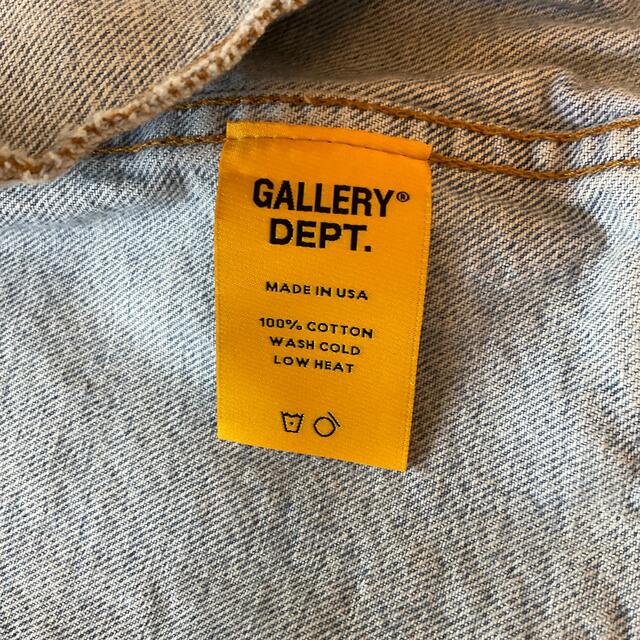 GALLERY®
DEPT.
MADE IN USA
100% COTTON
WASH COLD
LOW HEAT